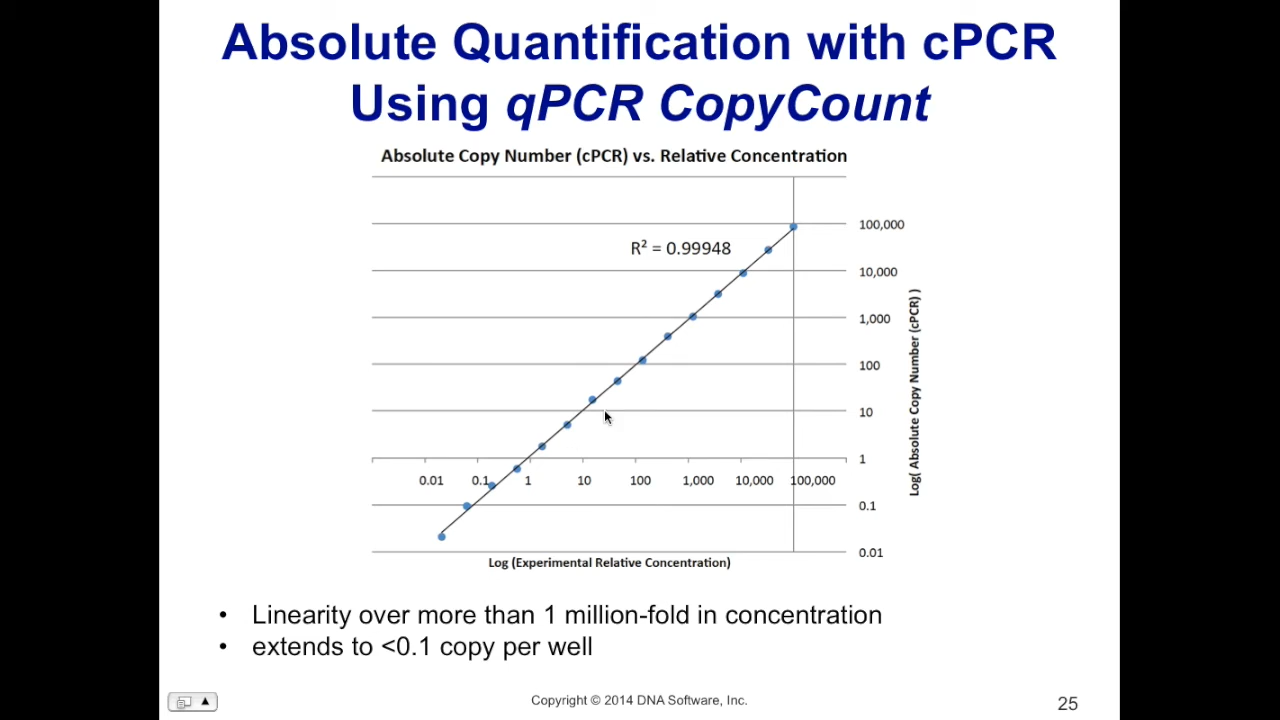 Absolute Quantification with cPCR
Using qPCR CopyCount
Absolute Copy Number (cPCR) vs. Relative Concentration
R² = 0.99948
100,000
10,000
1,000
100
10
1
0.1
0.01
0.01 0.1 1 10 100 1,000 10,000 100,000
Log( Absolute Copy Number (cPCR) )
Log (Experimental Relative Concentration)
• Linearity over more than 1 million-fold in concentration
• extends to <0.1 copy per well
Copyright © 2014 DNA Software, Inc.
25